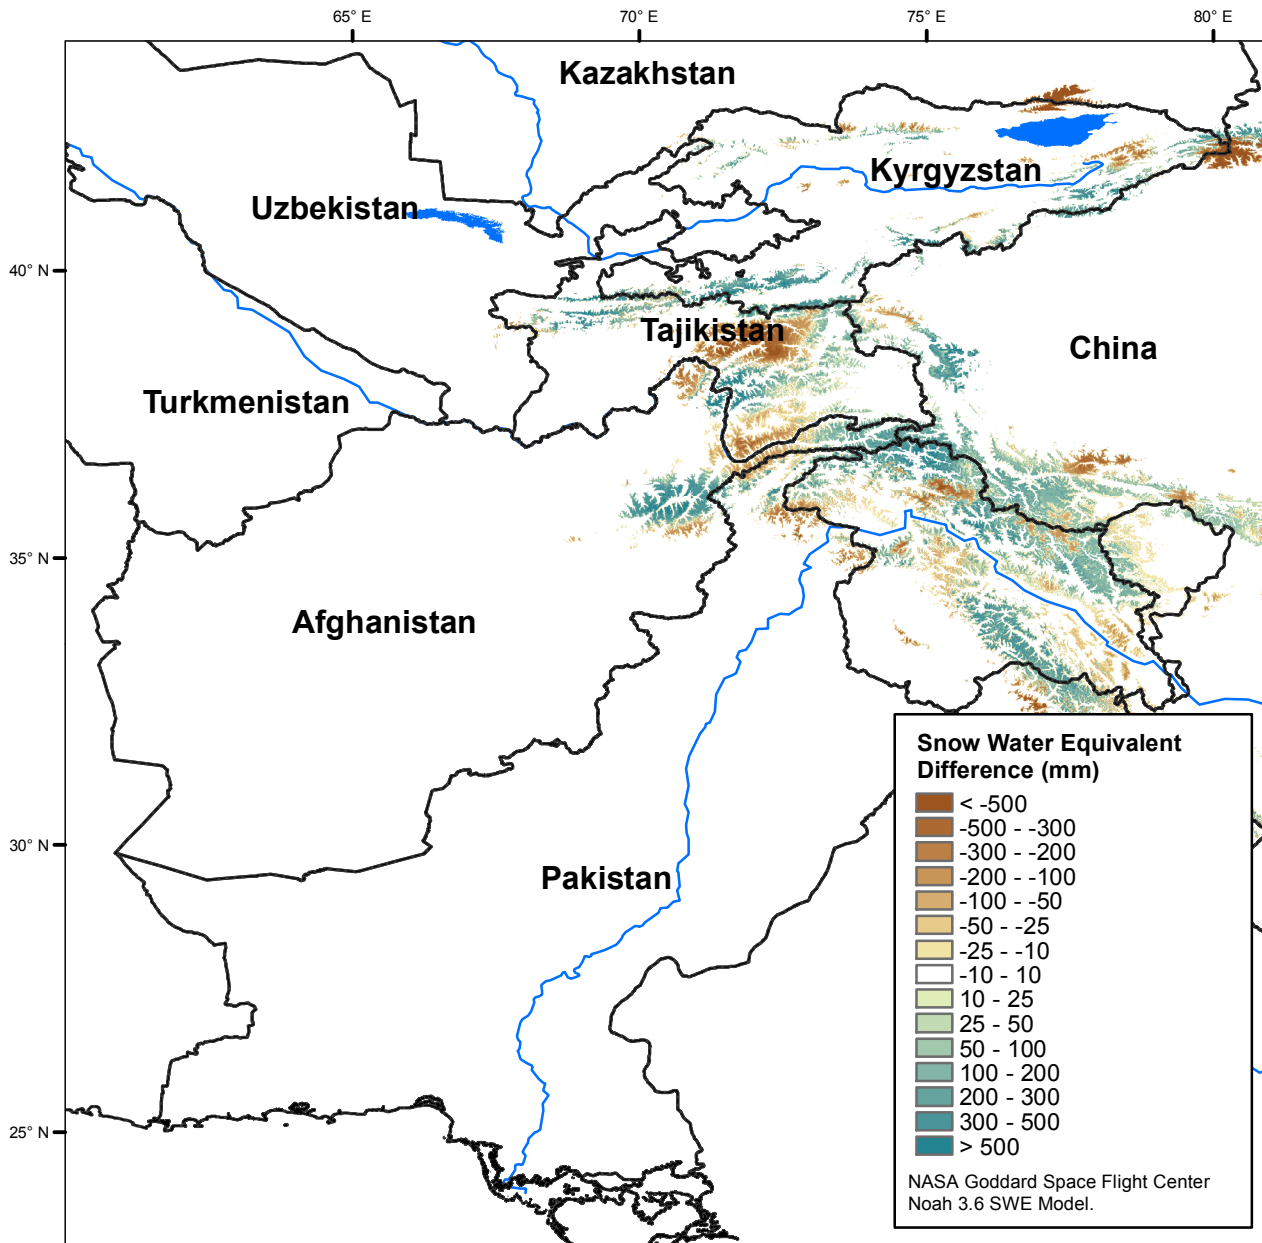 65° E
70° E
75° E
80° E
Kazakhstan
Kyrgyzstan
Uzbekistan
40° N
Tajikistan
China
Turkmenistan
35° N
Afghanistan
Snow Water Equivalent
Difference (mm)
< -500
-500 - -300
-300 - -200
-200 - -100
-100 - -50
-50 - -25
-25 - -10
-10 - 10
10 - 25
25 - 50
50 - 100
100 - 200
200 - 300
300 - 500
> 500
30° N
Pakistan
25° N
NASA Goddard Space Flight Center
Noah 3.6 SWE Model.